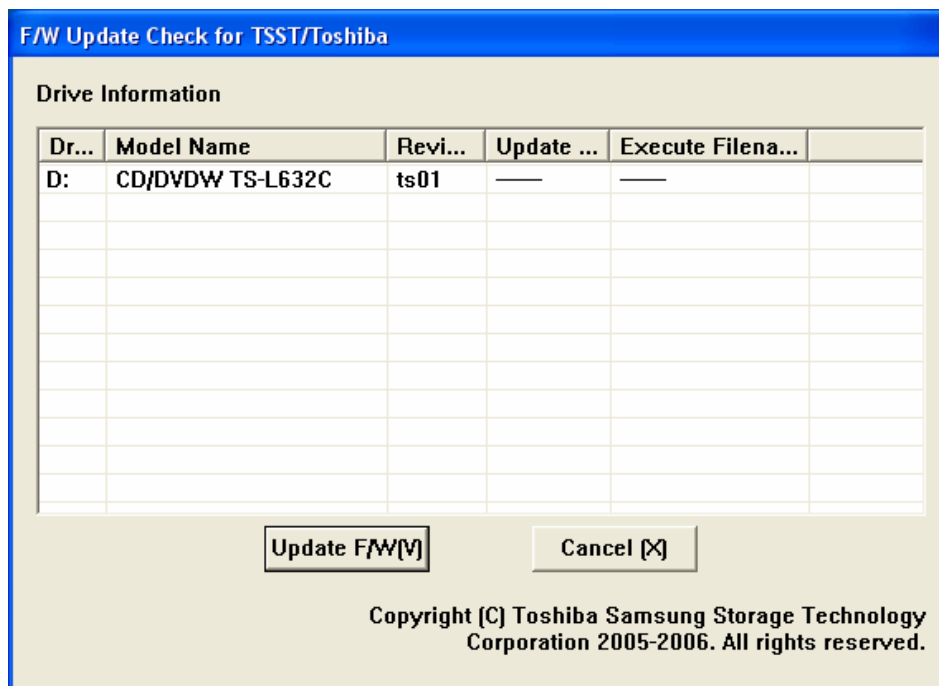 F/W Update Check for TSST/Toshiba
Drive Information
Dr... Model Name Revi... Update ... Execute Filena...
D: CD/DVDW TS-L632C ts01 —— ——
Update F/W(V) Cancel (X)
Copyright (C) Toshiba Samsung Storage Technology
Corporation 2005-2006. All rights reserved.